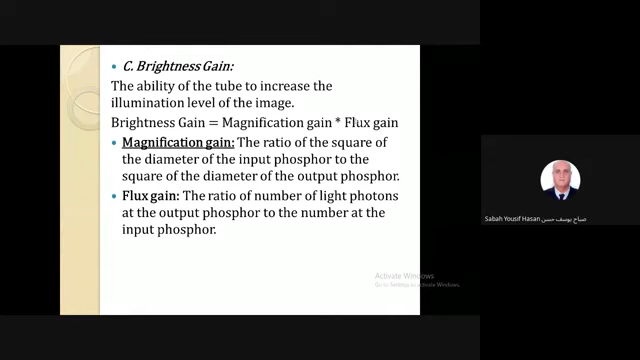 C. Brightness Gain:
The ability of the tube to increase the
illumination level of the image.
Brightness Gain = Magnification gain * Flux gain
Magnification gain: The ratio of the square of
the diameter of the input phosphor to the
square of the diameter of the output phosphor.
Flux gain: The ratio of number of light photons
at the output phosphor to the number at the
input phosphor.
Sabah Yousif Hasan صباح يوسف حسن
Activate Windows
Go to Settings to activate Windows.